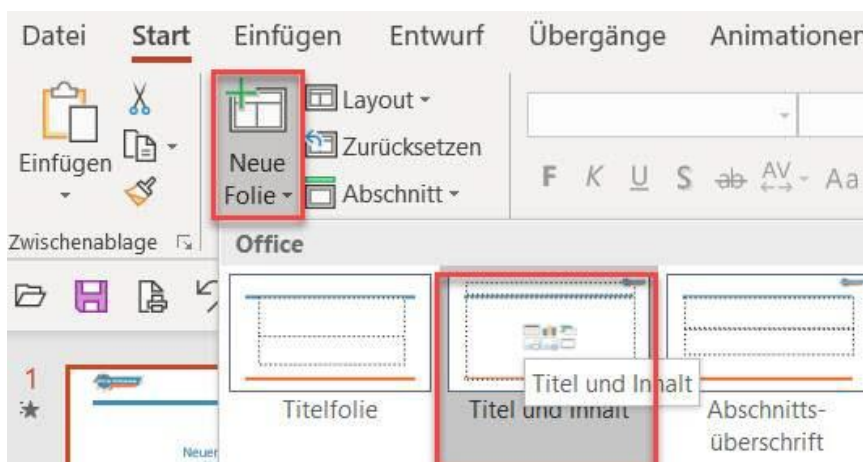 Datei Start Einfügen Entwurf Übergänge Animationen
Einfügen
Neue
Folie
Layout
Zurücksetzen
Abschnitt
F K U S ab AV Aa
Zwischenablage
Office
1
Neuer
Titelfolie
Titel und Inhalt
Titel und Inhalt
Abschnitts-
überschrift